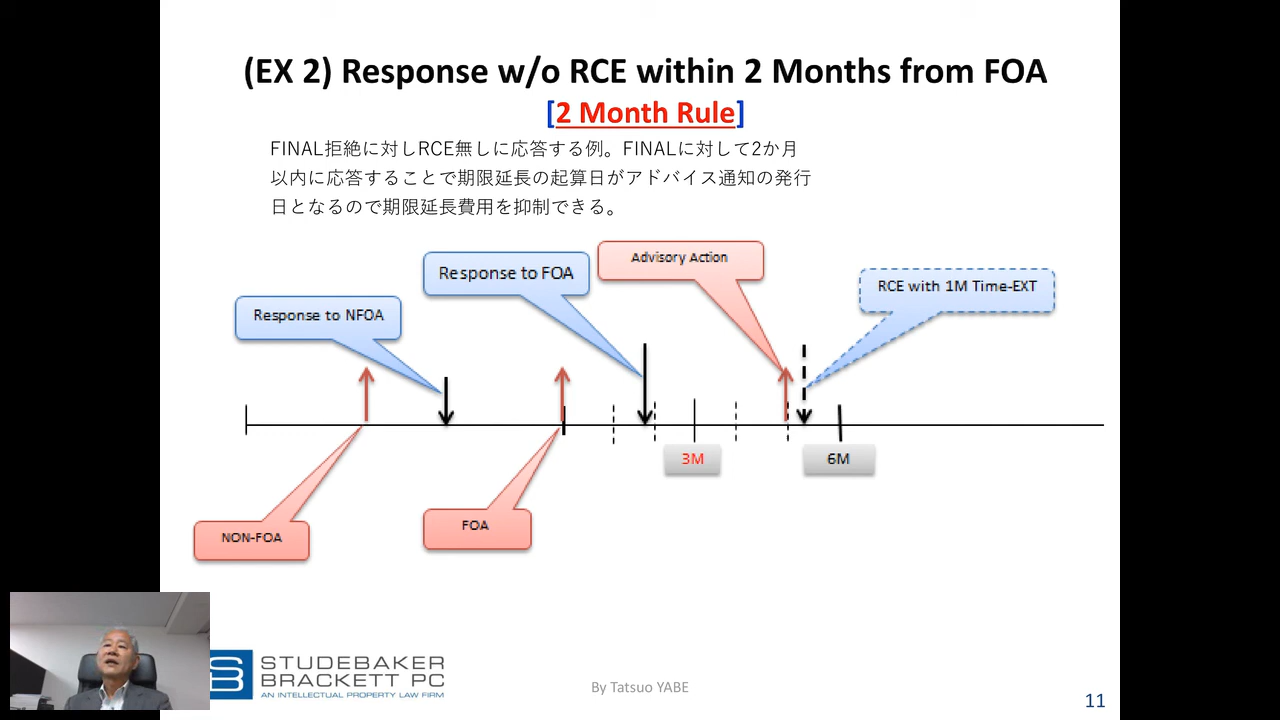 (EX 2) Response w/o RCE within 2 Months from FOA
[2 Month Rule]
FINAL拒絶に対しRCE無しに応答する例。FINALに対して2か月
以内に応答することで期限延長の起算日がアドバイス通知の発行
日となるので期限延長費用を抑制できる。
Advisory Action
Response to FOA
RCE with 1M Time-EXT
Response to NFOA
3M
6M
FOA
NON-FOA
STUDEBAKER
BRACKETT PC
AN INTELLECTUAL PROPERTY LAW FIRM
By Tatsuo YABE
11